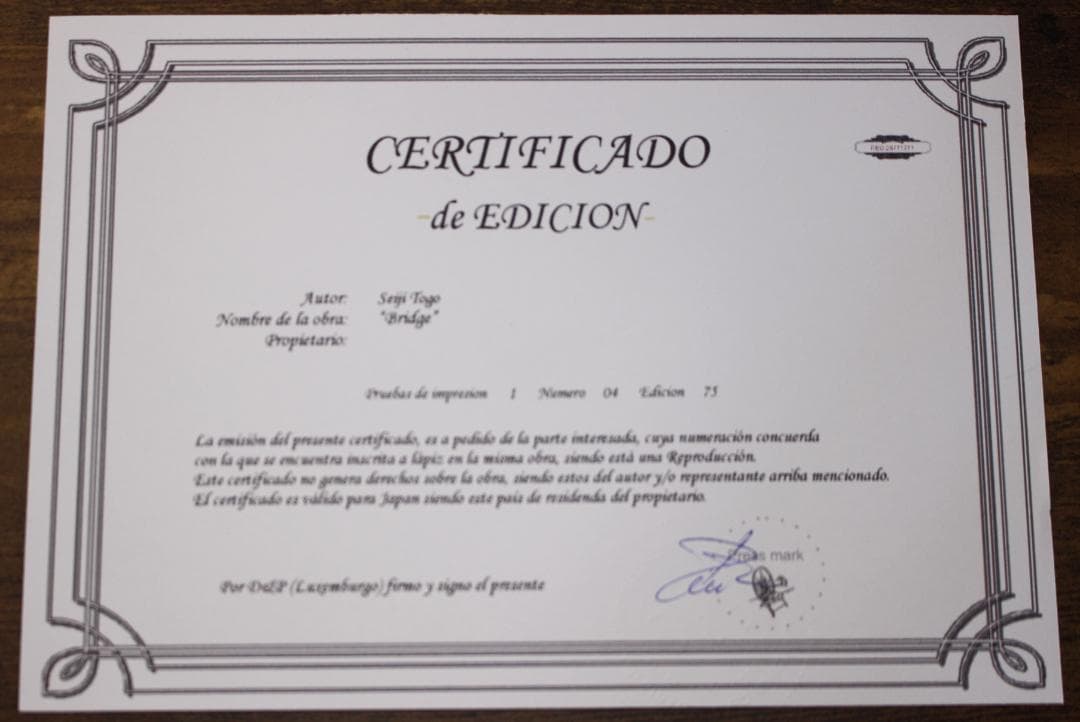 CERTIFICADO
-de EDICION-
Autor: Seiji Togo
Nombre de la obra: "Bridge"
Propietario:
Pruebas de impresion 1 Numero 04 Edicion 75
La emisión del presente certificado, es a pedido de la parte interesada, cuya numeración concuerda
con la que se encuentra inscrita a lápiz en la misma obra, siendo está una Reproducción.
Este certificado no genera derechos sobre la obra, siendo estos del autor y/o representante arriba mencionado.
El certificado es válido para Japan siendo este pais de residenda del propietario.
Por DeEP (Luxemburgo) firmo y signo el presente
Press mark